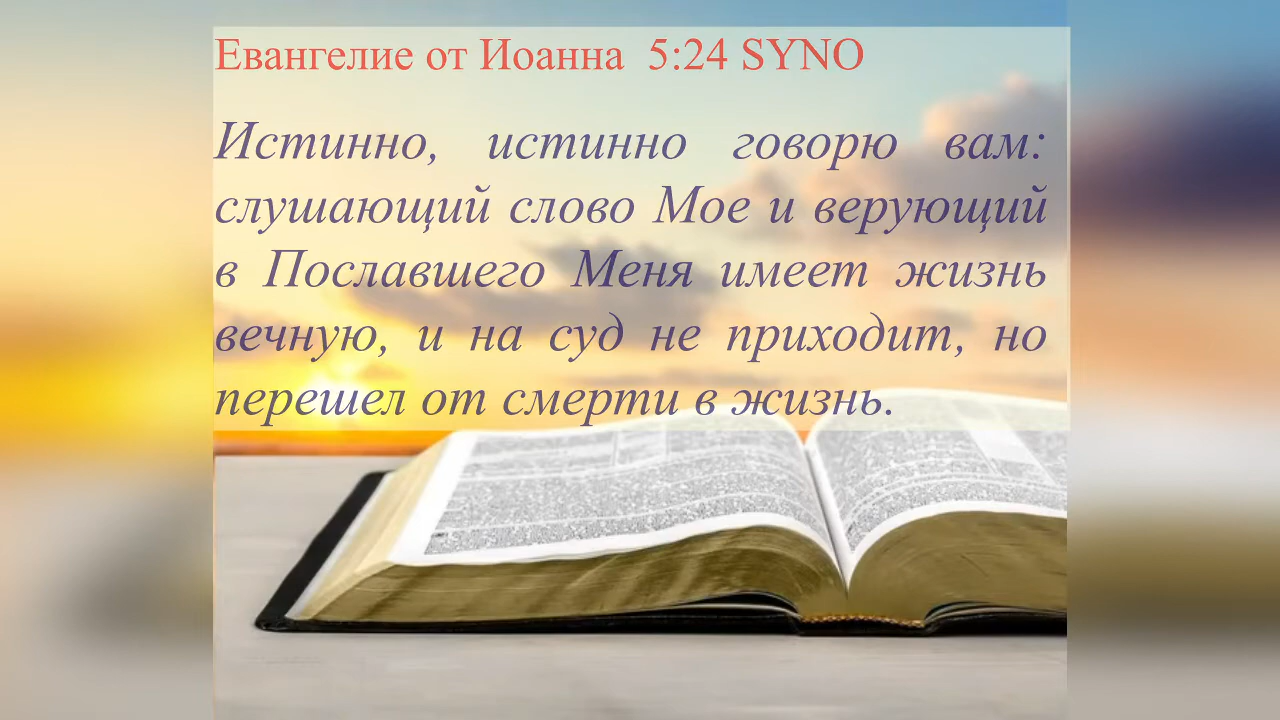 Евангелие от Иоанна 5:24 SYNO
Истинно, истинно говорю вам:
слушающий слово Мое и верующий
в Пославшего Меня имеет жизнь
вечную, и на суд не приходит, но
перешел от смерти в жизнь.